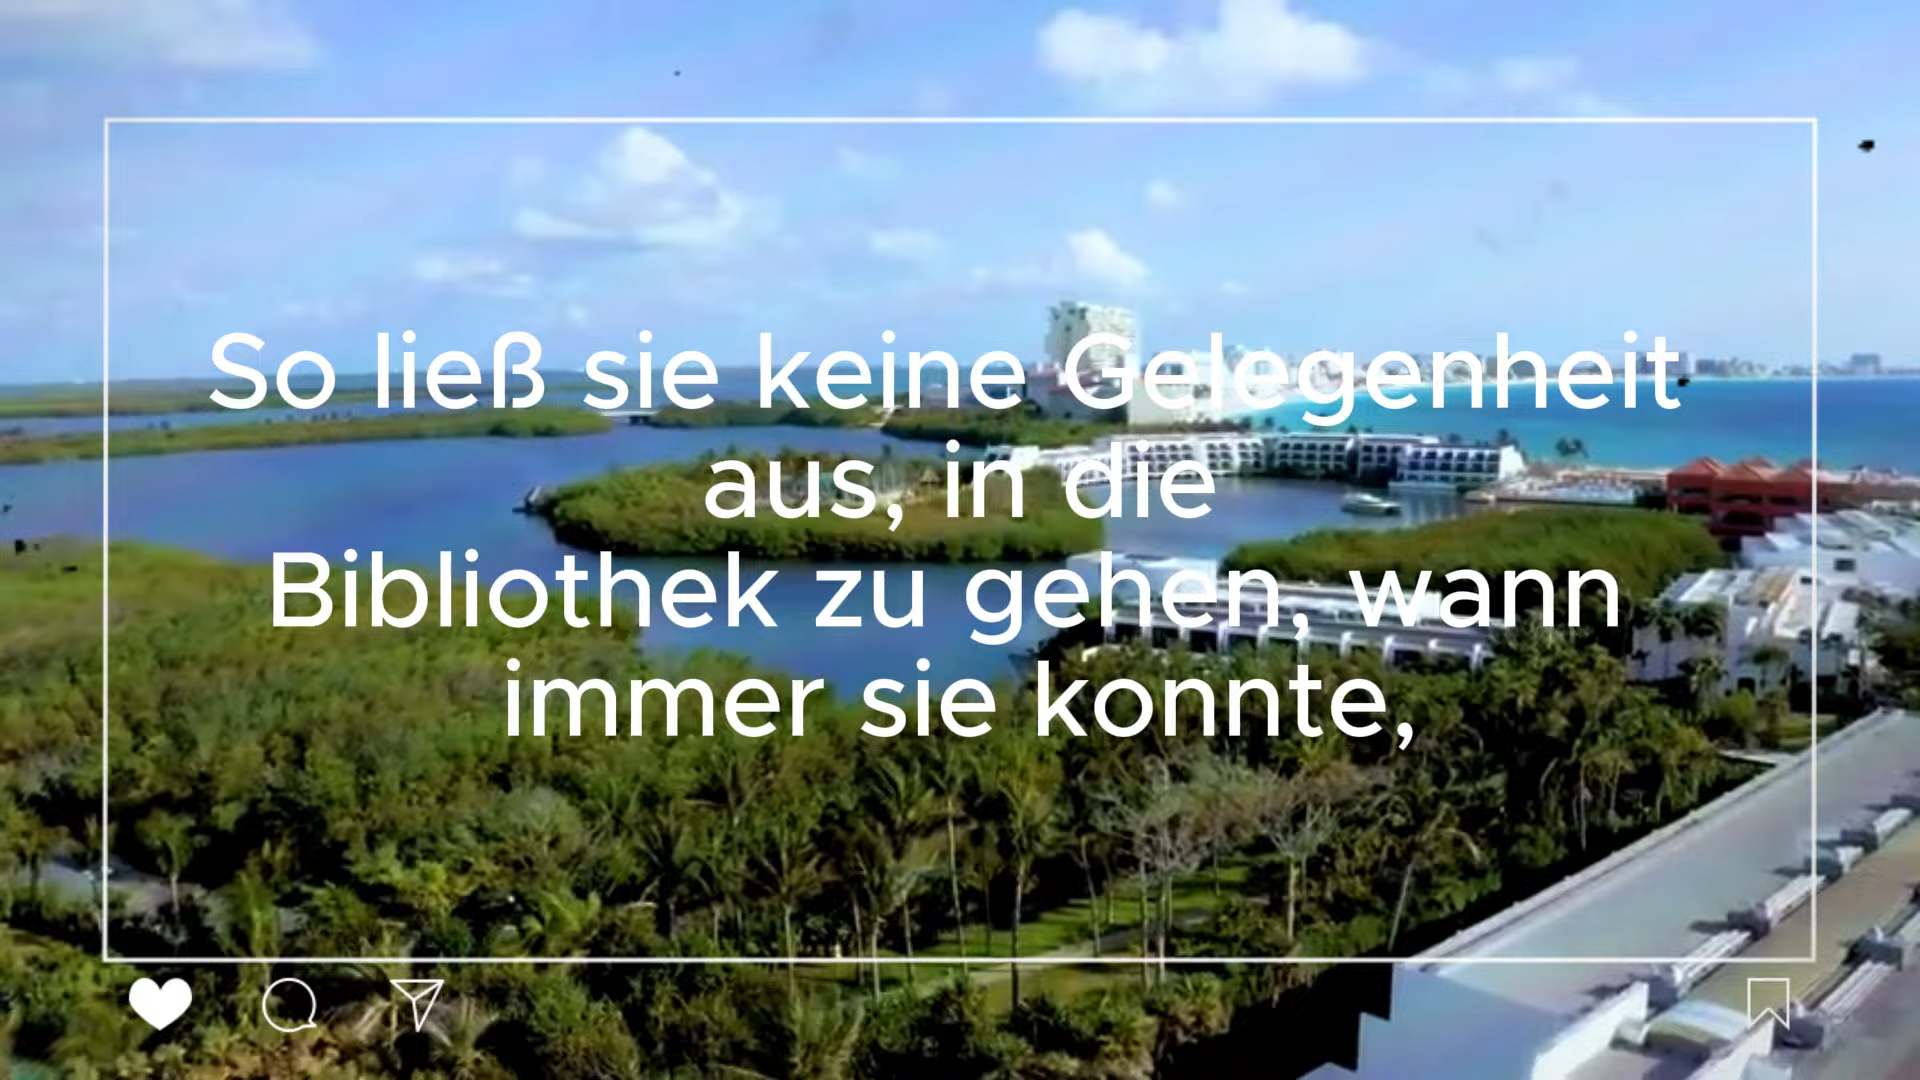 So ließ sie keine Gelegenheit
aus, in die
Bibliothek zu gehen, wann
immer sie konnte,